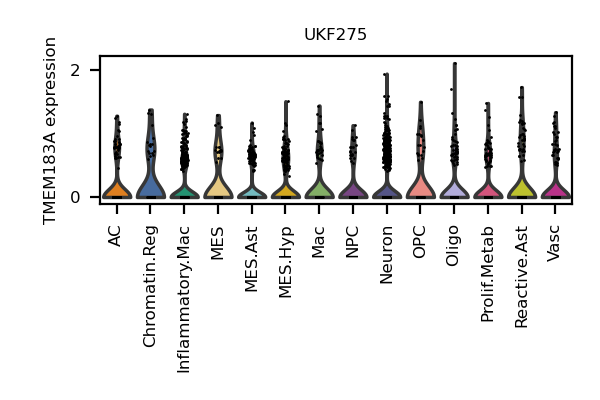 UKF275
TMEM183A expression
2
0
AC
Chromatin.Reg
Inflammatory.Mac
MES
MES.Ast
MES.Hyp
Mac
NPC
Neuron
OPC
Oligo
Prolif.Metab
Reactive.Ast
Vasc